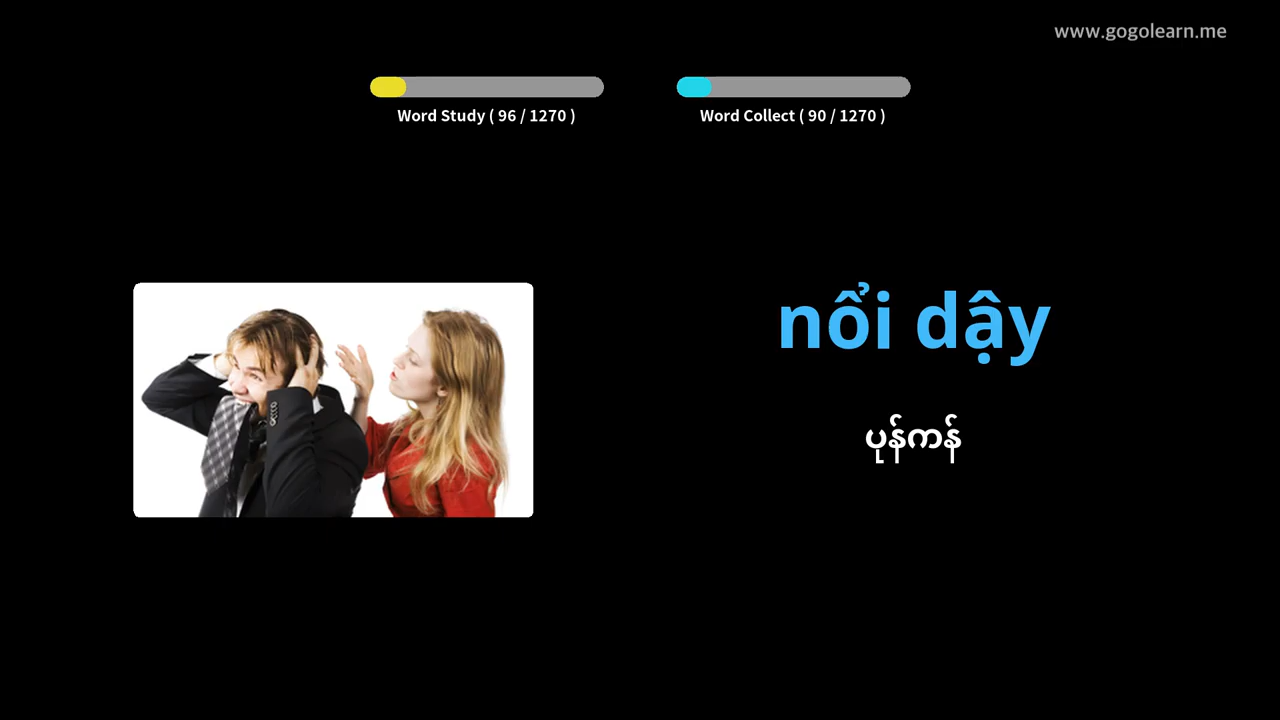 www.gogolearn.me
Word Study ( 96 / 1270 )
Word Collect ( 90 / 1270 )
nổi dậy
ပုန်ကန်